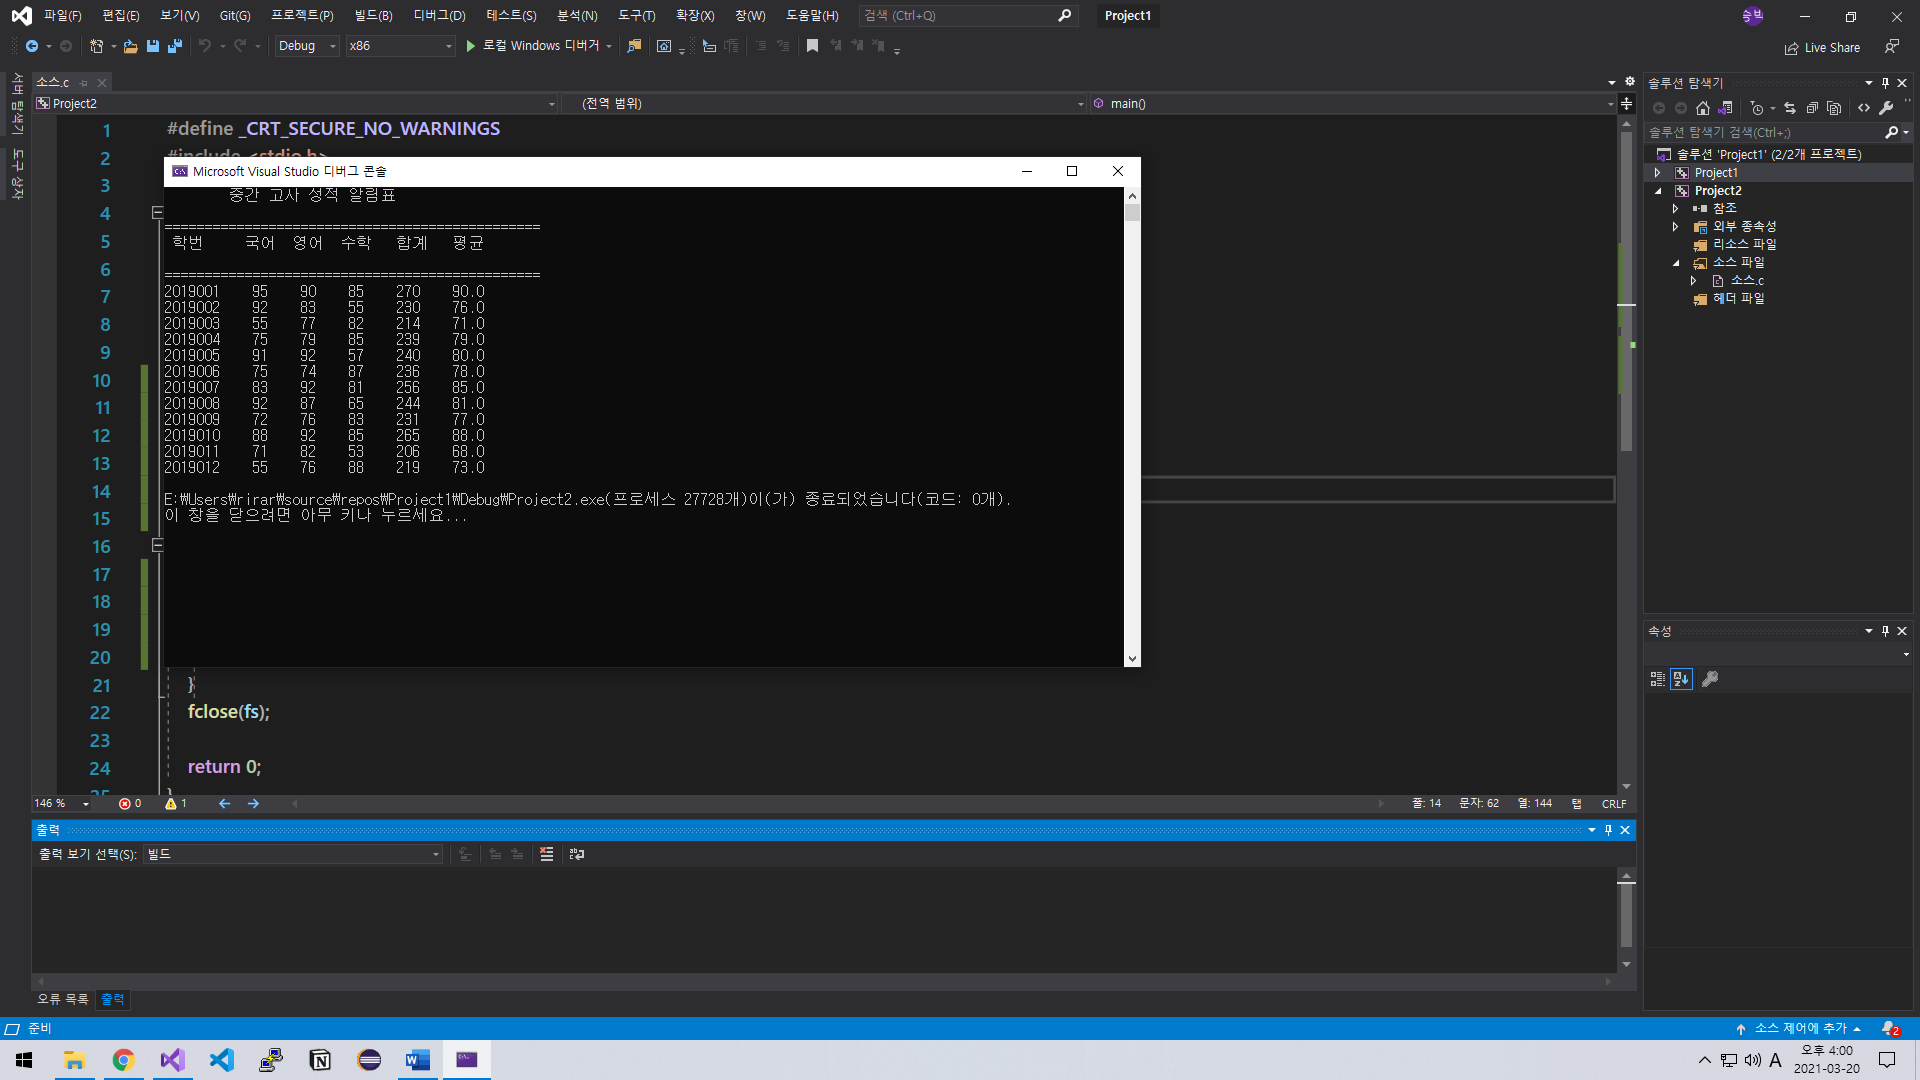 파일(F) 편집(E) 보기(V) Git(G) 프로젝트(P) 빌드(B) 디버그(D) 테스트(S) 분석(N) 도구(T) 확장(X) 창(W) 도움말(H) 검색 (Ctrl+Q) Project1 승빅
Debug x86 로컬 Windows 디버거 Live Share
서버 탐색기
도구 상자
소스.c
Project2 (전역 범위) main()
1 #define _CRT_SECURE_NO_WARNINGS
2 #include <stdio.h>
3
4
5
6
7
8
9
10
11
12
13
14
15
16
17
18
19
20
21 }
22 fclose(fs);
23
24 return 0;
25 }
Microsoft Visual Studio 디버그 콘솔
중간 고사 성적 알림표
===============================================
학번 국어 영어 수학 합계 평균
===============================================
2019001 95 90 85 270 90.0
2019002 92 83 55 230 76.0
2019003 55 77 82 214 71.0
2019004 75 79 85 239 79.0
2019005 91 92 57 240 80.0
2019006 75 74 87 236 78.0
2019007 83 92 81 256 85.0
2019008 92 87 65 244 81.0
2019009 72 76 83 231 77.0
2019010 88 92 85 265 88.0
2019011 71 82 53 206 68.0
2019012 55 76 88 219 73.0
E:₩Users₩rirar₩source₩repos₩Project1₩Debug₩Project2.exe(프로세스 27728개)이(가) 종료되었습니다(코드: 0개).
이 창을 닫으려면 아무 키나 누르세요...
146 % 0 1 줄: 14 문자: 62 열: 144 탭 CRLF
출력
출력 보기 선택(S): 빌드
오류 목록 출력
솔루션 탐색기
솔루션 탐색기 검색(Ctrl+;)
솔루션 'Project1' (2/2개 프로젝트)
Project1
Project2
참조
외부 종속성
리소스 파일
소스 파일
소스.c
헤더 파일
속성
준비 소스 제어에 추가 2
A 오후 4:00
2021-03-20